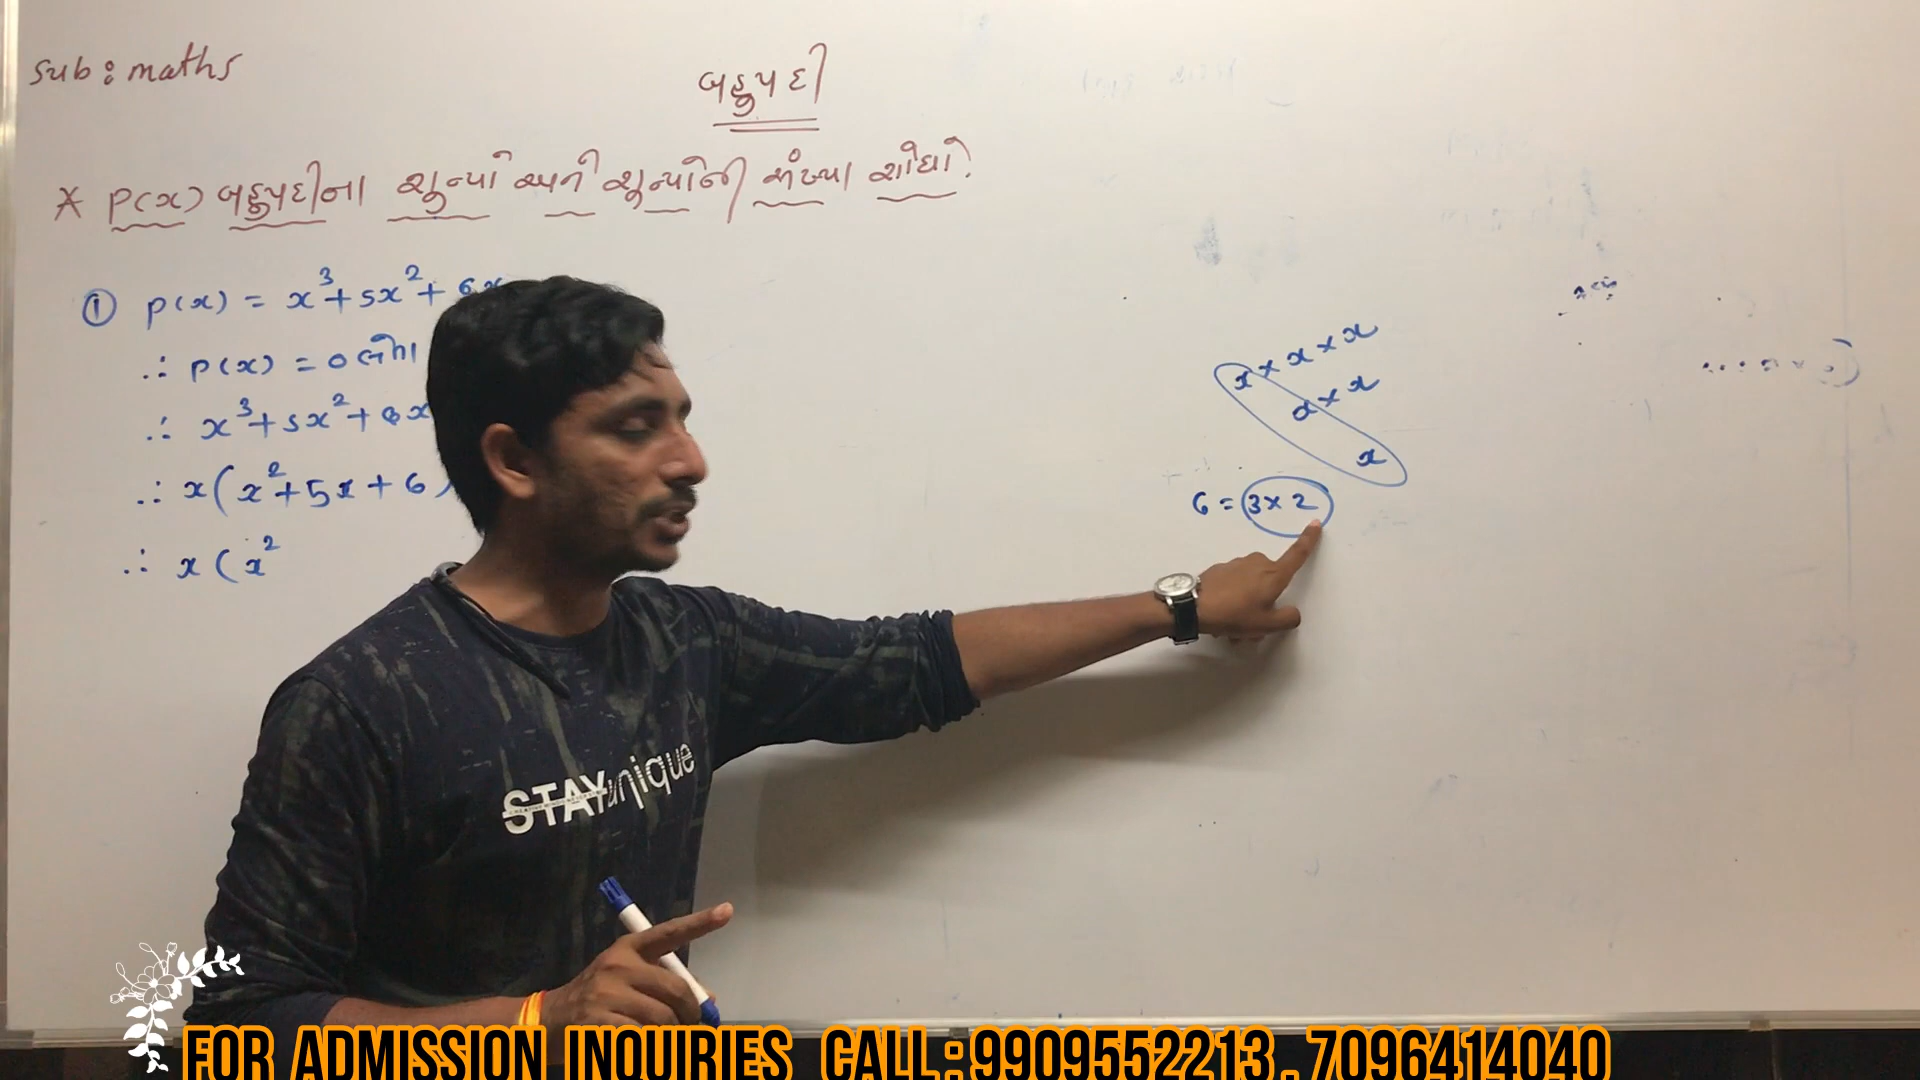 sub : maths
બહુપદી
* P(x) બહુપદીના શૂન્યો અને શૂન્યોની સંખ્યા શોધો.
① p(x) = x³ + 5x² + 6x
∴ p(x) = 0 લેતા
∴ x³ + 5x² + 6x
∴ x ( x² + 5x + 6 )
∴ x ( x²
x × x × x
x × x
x
6 = 3 × 2
STAY unique
FOR ADMISSION INQUIRIES CALL : 9909552213 , 7096414040